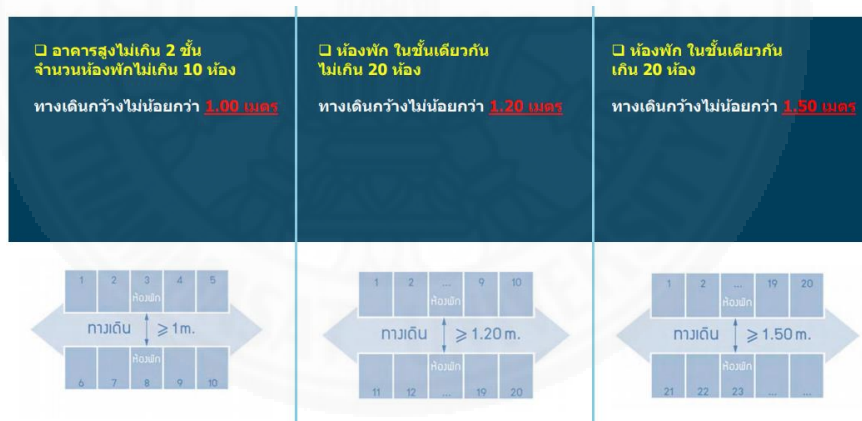 ❑ อาคารสูงไม่เกิน 2 ชั้น
จำนวนห้องพักไม่เกิน 10 ห้อง
ทางเดินกว้างไม่น้อยกว่า 1.00 เมตร
❑ ห้องพัก ในชั้นเดียวกัน
ไม่เกิน 20 ห้อง
ทางเดินกว้างไม่น้อยกว่า 1.20 เมตร
❑ ห้องพัก ในชั้นเดียวกัน
เกิน 20 ห้อง
ทางเดินกว้างไม่น้อยกว่า 1.50 เมตร
1 2 3 4 5
ห้องพัก
ทางเดิน ⩾ 1 m.
ห้องพัก
6 7 8 9 10
1 2 ... 9 10
ห้องพัก
ทางเดิน ⩾ 1.20 m.
ห้องพัก
11 12 ... 19 20
1 2 ... 19 20
ห้องพัก
ทางเดิน ⩾ 1.50 m.
ห้องพัก
21 22 23 ... ...